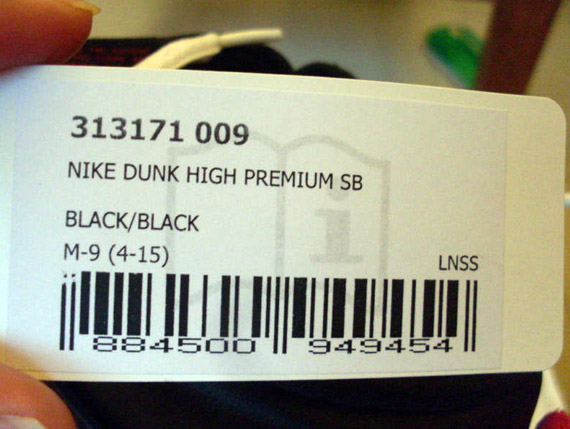 313171 009
NIKE DUNK HIGH PREMIUM SB
BLACK/BLACK
M-9 (4-15)
LNSS
884500 949454